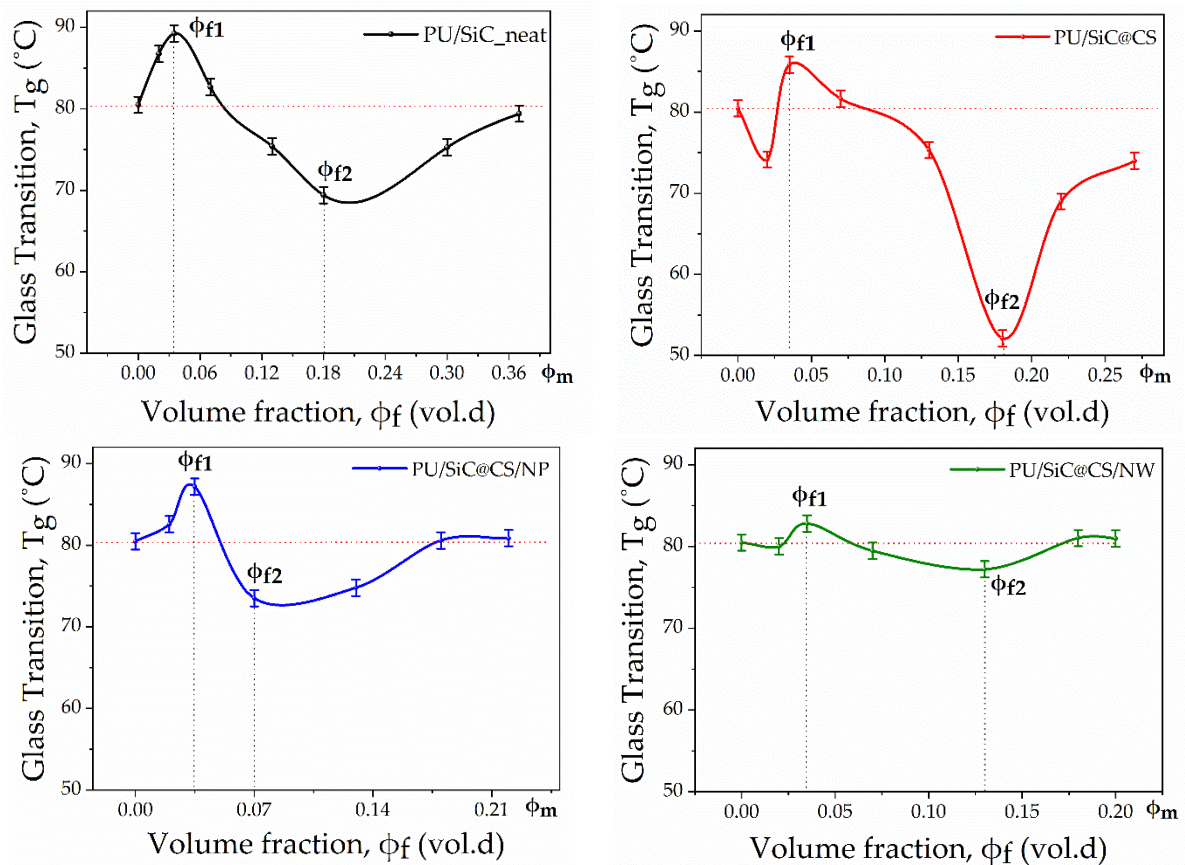 90
80
70
60
50
Glass Transition, Tg (˚C)
ϕf1
ϕf2
PU/SiC_neat
0.00 0.06 0.12 0.18 0.24 0.30 0.36 ϕm
Volume fraction, ϕf (vol.d)
90
80
70
60
50
Glass Transition, Tg (˚C)
ϕf1
ϕf2
PU/SiC@CS
0.00 0.05 0.10 0.15 0.20 0.25 ϕm
Volume fraction, ϕf (vol.d)
90
80
70
60
50
Glass Transition, Tg (˚C)
ϕf1
ϕf2
PU/SiC@CS/NP
0.00 0.07 0.14 0.21 ϕm
Volume fraction, ϕf (vol.d)
90
80
70
60
50
Glass Transition, Tg (˚C)
ϕf1
ϕf2
PU/SiC@CS/NW
0.00 0.05 0.10 0.15 0.20 ϕm
Volume fraction, ϕf (vol.d)